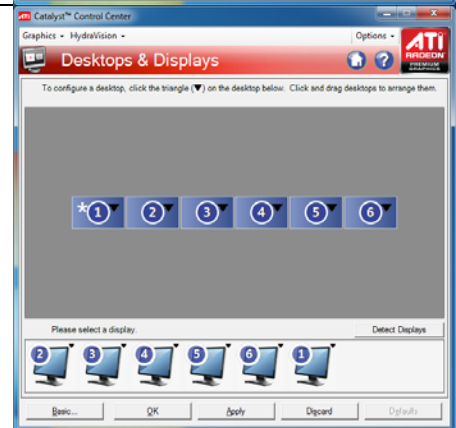 Catalyst™ Control Center
Graphics HydraVision Options
ATI
RADEON
PREMIUM
GRAPHICS
Desktops & Displays
To configure a desktop, click the triangle (▼) on the desktop below. Click and drag desktops to arrange them.
*1 2 3 4 5 6
Please select a display.
Detect Displays
2 3 4 5 6 1
Basic... OK Apply Discard Defaults